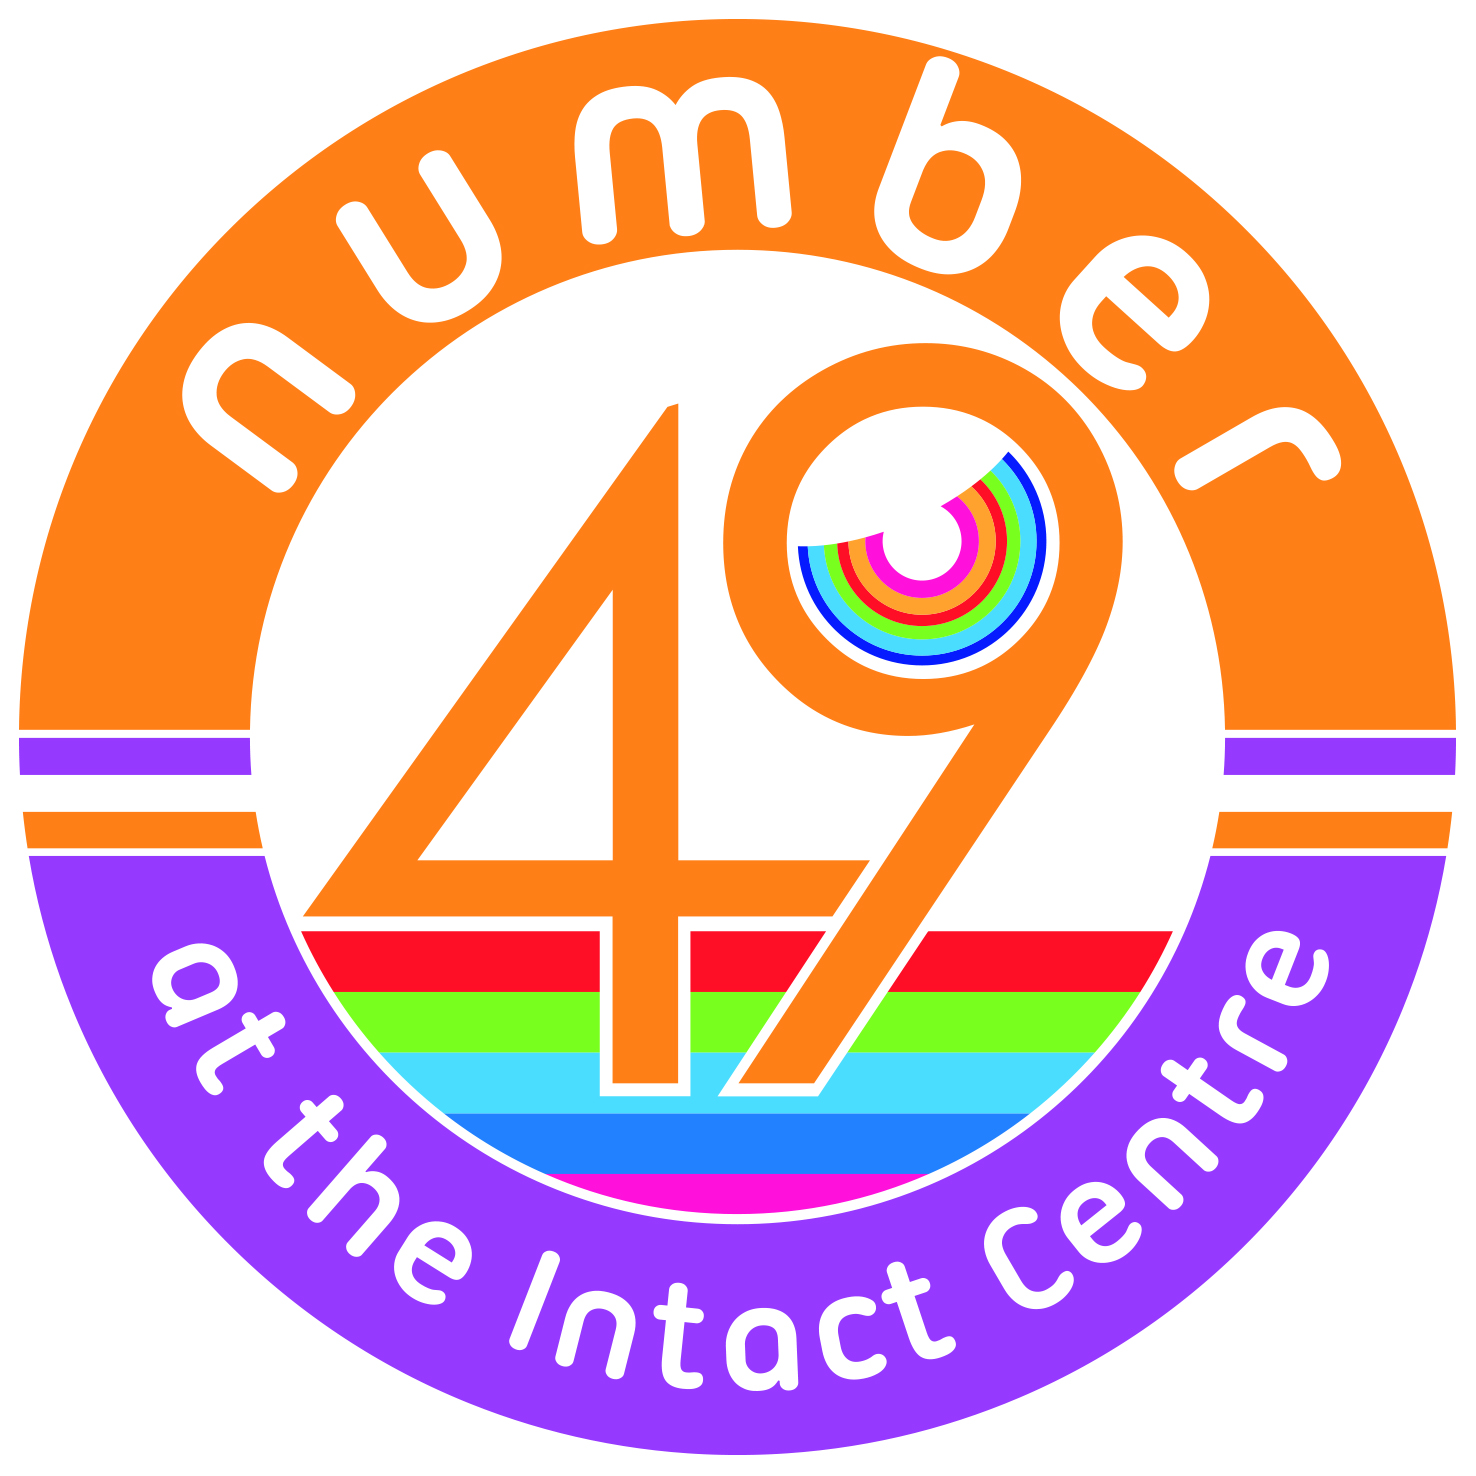 number
49
at the Intact Centre